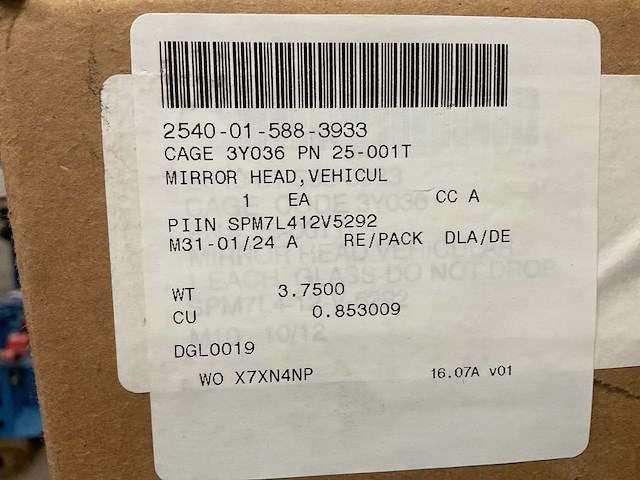 2540-01-588-3933
CAGE 3Y036 PN 25-001T
MIRROR HEAD,VEHICUL
1 EA CC A
PIIN SPM7L412V5292
M31-01/24 A RE/PACK DLA/DE
WT 3.7500
CU 0.853009
DGL0019
WO X7XN4NP 16.07A v01